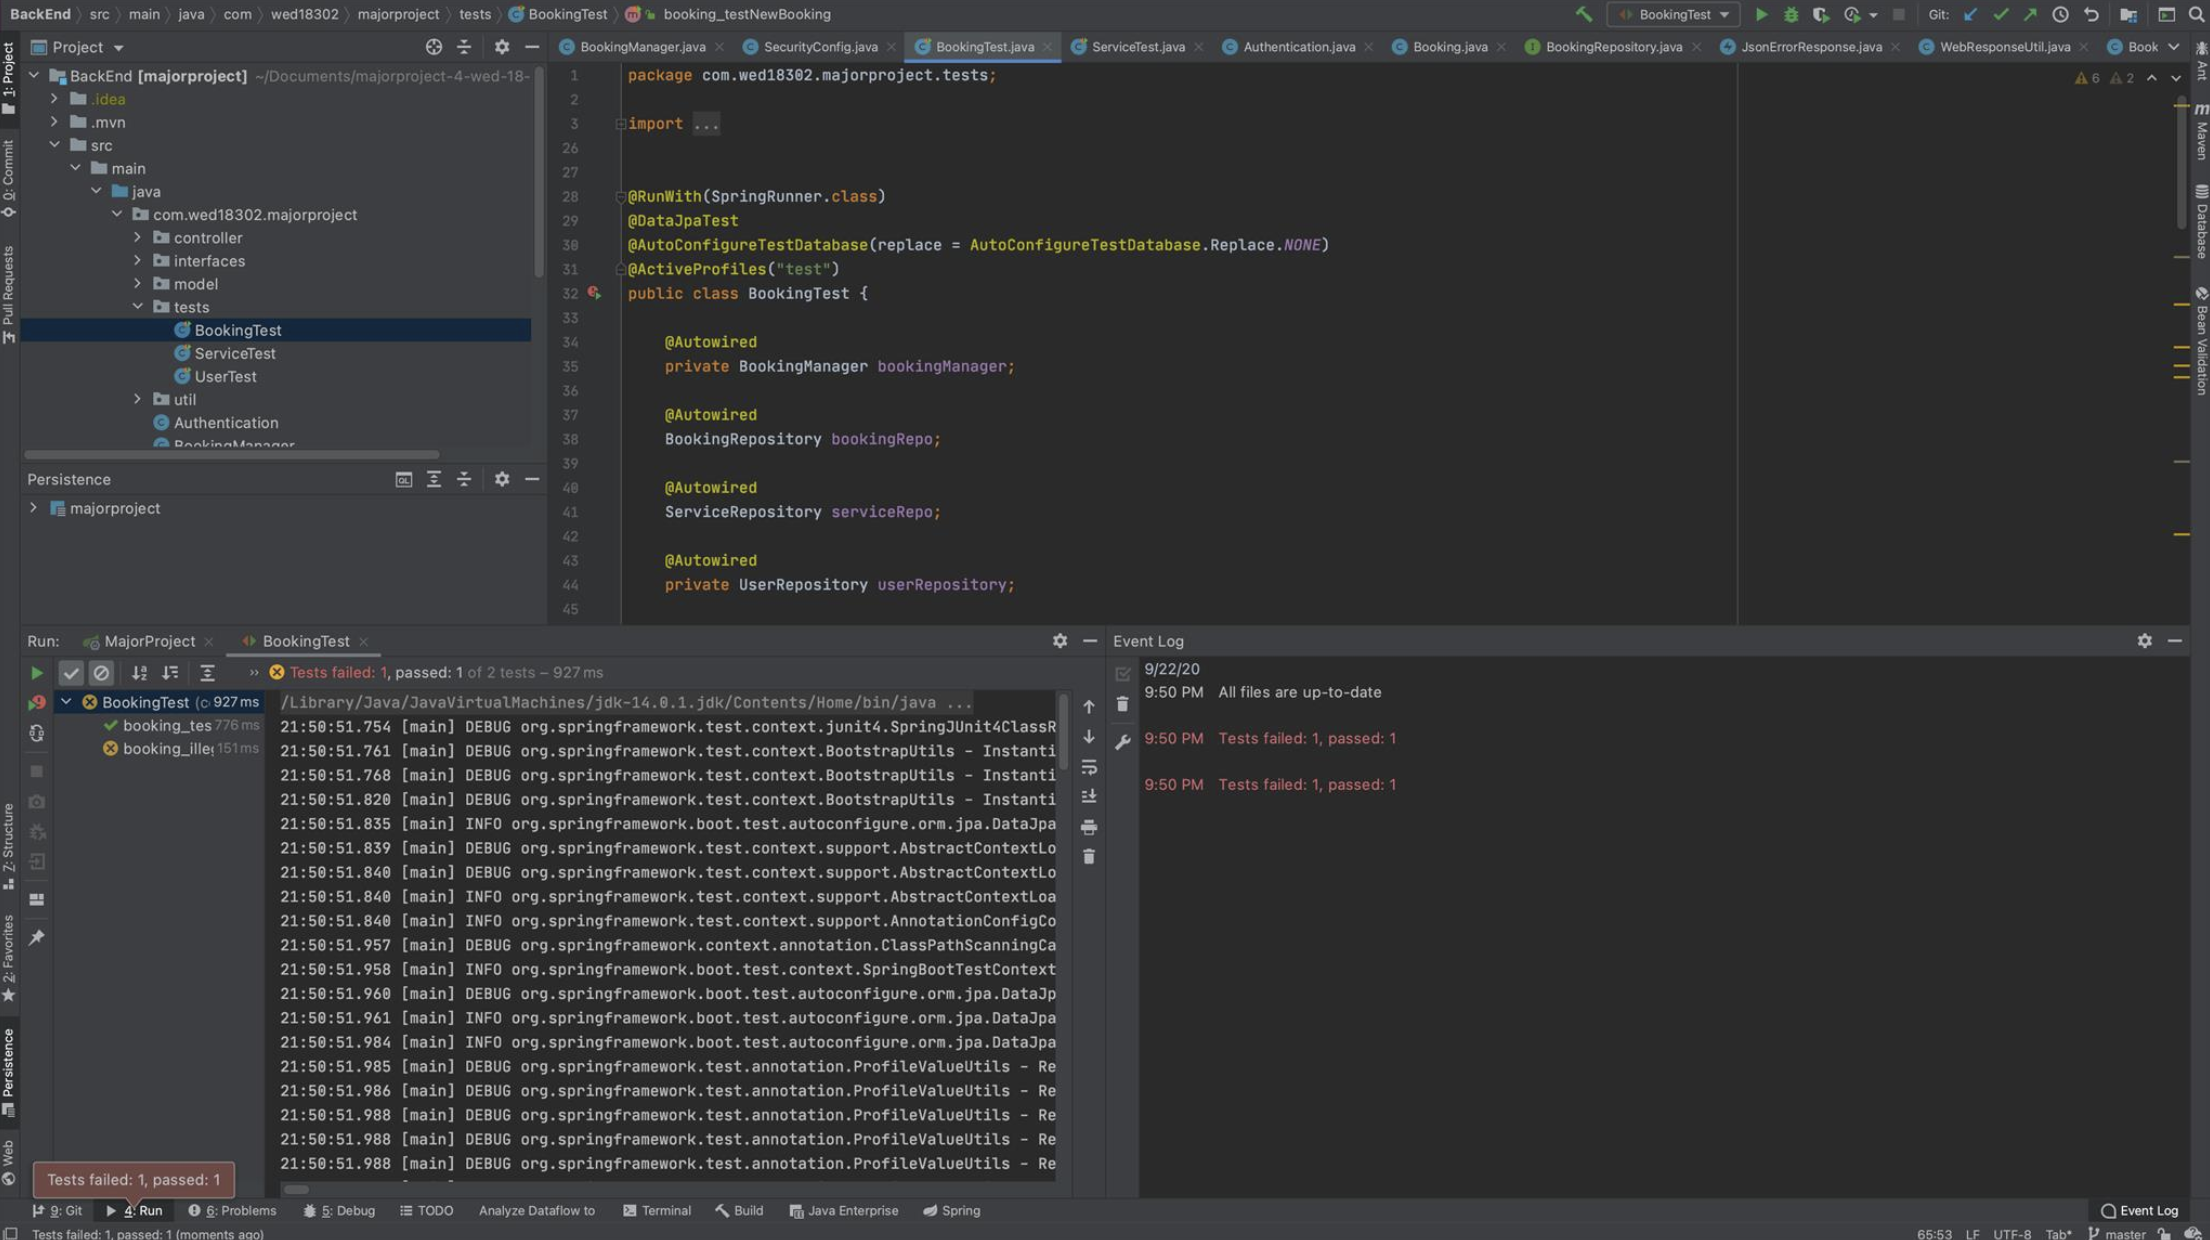 BackEnd src main java com wed18302 majorproject tests BookingTest booking_testNewBooking
BookingTest Git:
Project
BookingManager.java SecurityConfig.java BookingTest.java ServiceTest.java Authentication.java Booking.java BookingRepository.java JsonErrorResponse.java WebResponseUtil.java Book
1: Project
0: Commit
Pull Requests
Z: Structure
2: Favorites
Persistence
Web
BackEnd [majorproject] ~/Documents/majorproject-4-wed-18-
.idea
.mvn
src
main
java
com.wed18302.majorproject
controller
interfaces
model
tests
BookingTest
ServiceTest
UserTest
util
Authentication
BookingManager
Persistence
majorproject
6 2
1 package com.wed18302.majorproject.tests;
2
3 import ...
26
27
28 @RunWith(SpringRunner.class)
29 @DataJpaTest
30 @AutoConfigureTestDatabase(replace = AutoConfigureTestDatabase.Replace.NONE)
31 @ActiveProfiles("test")
32 public class BookingTest {
33
34 @Autowired
35 private BookingManager bookingManager;
36
37 @Autowired
38 BookingRepository bookingRepo;
39
40 @Autowired
41 ServiceRepository serviceRepo;
42
43 @Autowired
44 private UserRepository userRepository;
45
Ant
Maven
Database
Bean Validation
Run: MajorProject BookingTest
» Tests failed: 1, passed: 1 of 2 tests – 927 ms
BookingTest (c 927 ms
booking_tes 776 ms
booking_ille 151 ms
/Library/Java/JavaVirtualMachines/jdk-14.0.1.jdk/Contents/Home/bin/java ...
21:50:51.754 [main] DEBUG org.springframework.test.context.junit4.SpringJUnit4ClassR
21:50:51.761 [main] DEBUG org.springframework.test.context.BootstrapUtils - Instanti
21:50:51.768 [main] DEBUG org.springframework.test.context.BootstrapUtils - Instanti
21:50:51.820 [main] DEBUG org.springframework.test.context.BootstrapUtils - Instanti
21:50:51.835 [main] INFO org.springframework.boot.test.autoconfigure.orm.jpa.DataJpa
21:50:51.839 [main] DEBUG org.springframework.test.context.support.AbstractContextLo
21:50:51.840 [main] DEBUG org.springframework.test.context.support.AbstractContextLo
21:50:51.840 [main] INFO org.springframework.test.context.support.AbstractContextLoa
21:50:51.840 [main] INFO org.springframework.test.context.support.AnnotationConfigCo
21:50:51.957 [main] DEBUG org.springframework.context.annotation.ClassPathScanningCa
21:50:51.958 [main] INFO org.springframework.boot.test.context.SpringBootTestContext
21:50:51.960 [main] DEBUG org.springframework.boot.test.autoconfigure.orm.jpa.DataJp
21:50:51.961 [main] INFO org.springframework.boot.test.autoconfigure.orm.jpa.DataJpa
21:50:51.984 [main] INFO org.springframework.boot.test.autoconfigure.orm.jpa.DataJpa
21:50:51.985 [main] DEBUG org.springframework.test.annotation.ProfileValueUtils - Re
21:50:51.986 [main] DEBUG org.springframework.test.annotation.ProfileValueUtils - Re
21:50:51.988 [main] DEBUG org.springframework.test.annotation.ProfileValueUtils - Re
21:50:51.988 [main] DEBUG org.springframework.test.annotation.ProfileValueUtils - Re
21:50:51.988 [main] DEBUG org.springframework.test.annotation.ProfileValueUtils - Re
Event Log
9/22/20
9:50 PM All files are up-to-date
9:50 PM Tests failed: 1, passed: 1
9:50 PM Tests failed: 1, passed: 1
Tests failed: 1, passed: 1
9: Git 4: Run 6: Problems 5: Debug TODO Analyze Dataflow to Terminal Build Java Enterprise Spring Event Log
Tests failed: 1, passed: 1 (moments ago) 65:53 LF UTF-8 Tab* master